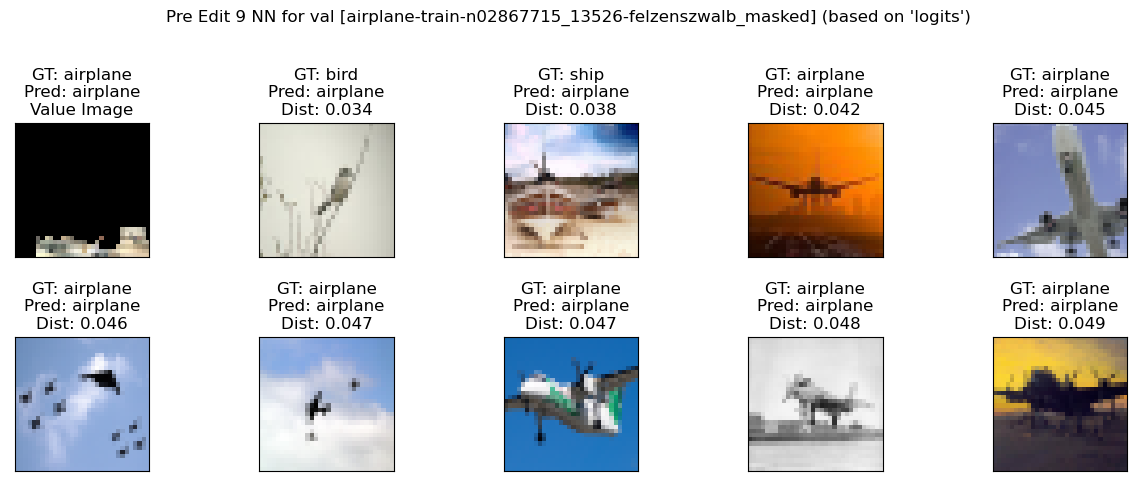 Pre Edit 9 NN for val [airplane-train-n02867715_13526-felzenszwalb_masked] (based on 'logits')
GT: airplane
Pred: airplane
Value Image
GT: bird
Pred: airplane
Dist: 0.034
GT: ship
Pred: airplane
Dist: 0.038
GT: airplane
Pred: airplane
Dist: 0.042
GT: airplane
Pred: airplane
Dist: 0.045
GT: airplane
Pred: airplane
Dist: 0.046
GT: airplane
Pred: airplane
Dist: 0.047
GT: airplane
Pred: airplane
Dist: 0.047
GT: airplane
Pred: airplane
Dist: 0.048
GT: airplane
Pred: airplane
Dist: 0.049